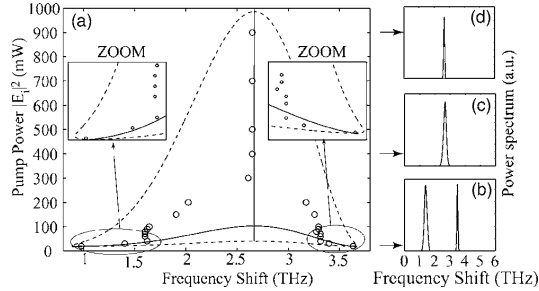 (a)
ZOOM
ZOOM
Pump Power |Eᵢ|² (mW)
1000
900
800
700
600
500
400
300
200
100
0
1
1.5
2
2.5
3
3.5
Frequency Shift (THz)
(d)
(c)
(b)
Power spectrum (a.u.)
0 1 2 3 4 5 6
Frequency Shift (THz)